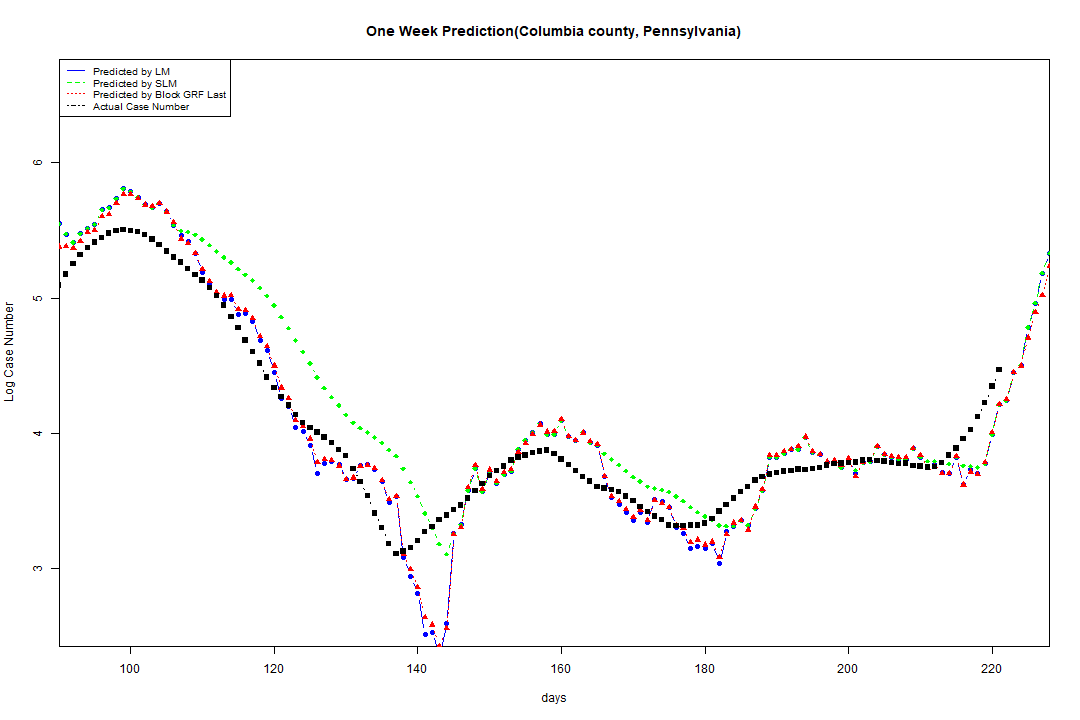 One Week Prediction(Columbia county, Pennsylvania)
Predicted by LM
Predicted by SLM
Predicted by Block GRF Last
Actual Case Number
6
5
4
3
Log Case Number
100 120 140 160 180 200 220
days